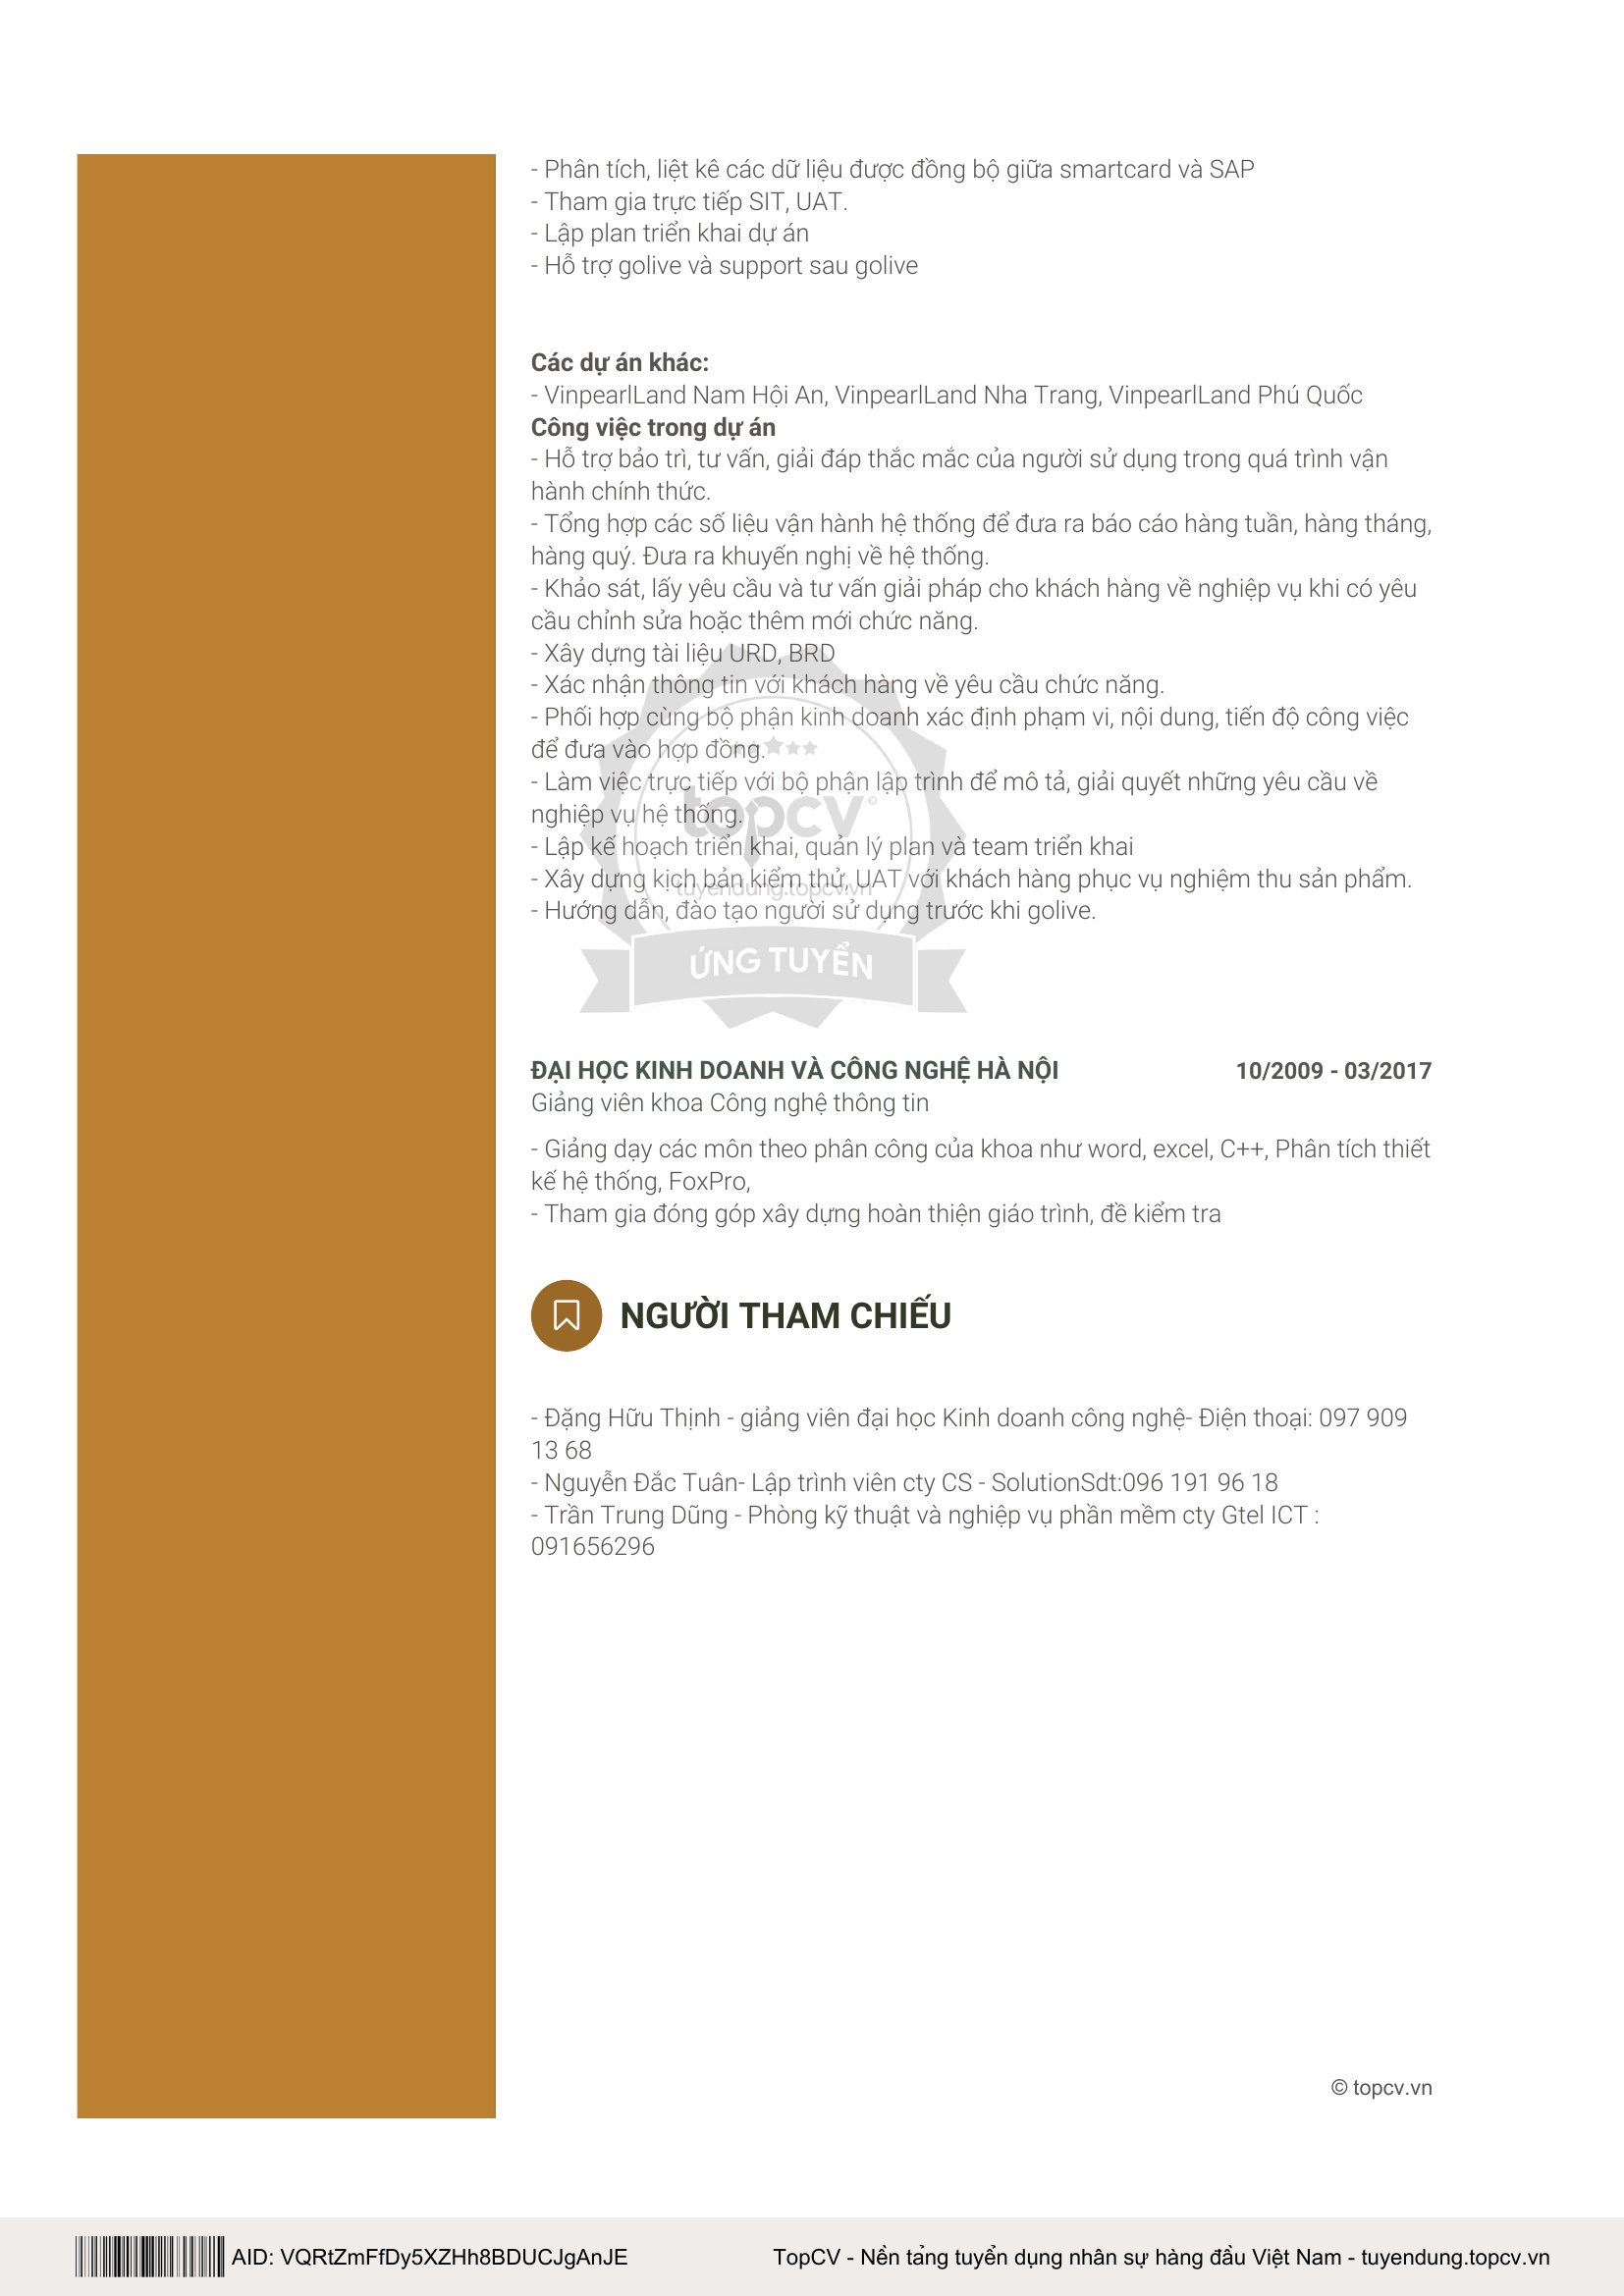 - Phân tích, liệt kê các dữ liệu được đồng bộ giữa smartcard và SAP
- Tham gia trực tiếp SIT, UAT.
- Lập plan triển khai dự án
- Hỗ trợ golive và support sau golive
Các dự án khác:
- VinpearlLand Nam Hội An, VinpearlLand Nha Trang, VinpearlLand Phú Quốc
Công việc trong dự án
- Hỗ trợ bảo trì, tư vấn, giải đáp thắc mắc của người sử dụng trong quá trình vận
hành chính thức.
- Tổng hợp các số liệu vận hành hệ thống để đưa ra báo cáo hàng tuần, hàng tháng,
hàng quý. Đưa ra khuyến nghị về hệ thống.
- Khảo sát, lấy yêu cầu và tư vấn giải pháp cho khách hàng về nghiệp vụ khi có yêu
cầu chỉnh sửa hoặc thêm mới chức năng.
- Xây dựng tài liệu URD, BRD
- Xác nhận thông tin với khách hàng về yêu cầu chức năng.
- Phối hợp cùng bộ phận kinh doanh xác định phạm vi, nội dung, tiến độ công việc
để đưa vào hợp đồng.
- Làm việc trực tiếp với bộ phận lập trình để mô tả, giải quyết những yêu cầu về
nghiệp vụ hệ thống.
- Lập kế hoạch triển khai, quản lý plan và team triển khai
- Xây dựng kịch bản kiểm thử, UAT với khách hàng phục vụ nghiệm thu sản phẩm.
- Hướng dẫn, đào tạo người sử dụng trước khi golive.
topcv
tuyendung.topcv.vn
ỨNG TUYỂN
ĐẠI HỌC KINH DOANH VÀ CÔNG NGHỆ HÀ NỘI 10/2009 - 03/2017
Giảng viên khoa Công nghệ thông tin
- Giảng dạy các môn theo phân công của khoa như word, excel, C++, Phân tích thiết
kế hệ thống, FoxPro,
- Tham gia đóng góp xây dựng hoàn thiện giáo trình, đề kiểm tra
NGƯỜI THAM CHIẾU
- Đặng Hữu Thịnh - giảng viên đại học Kinh doanh công nghệ- Điện thoại: 097 909
13 68
- Nguyễn Đắc Tuân- Lập trình viên cty CS - SolutionSdt:096 191 96 18
- Trần Trung Dũng - Phòng kỹ thuật và nghiệp vụ phần mềm cty Gtel ICT :
091656296
© topcv.vn
AID: VQRtZmFfDy5XZHh8BDUCJgAnJE TopCV - Nền tảng tuyển dụng nhân sự hàng đầu Việt Nam - tuyendung.topcv.vn